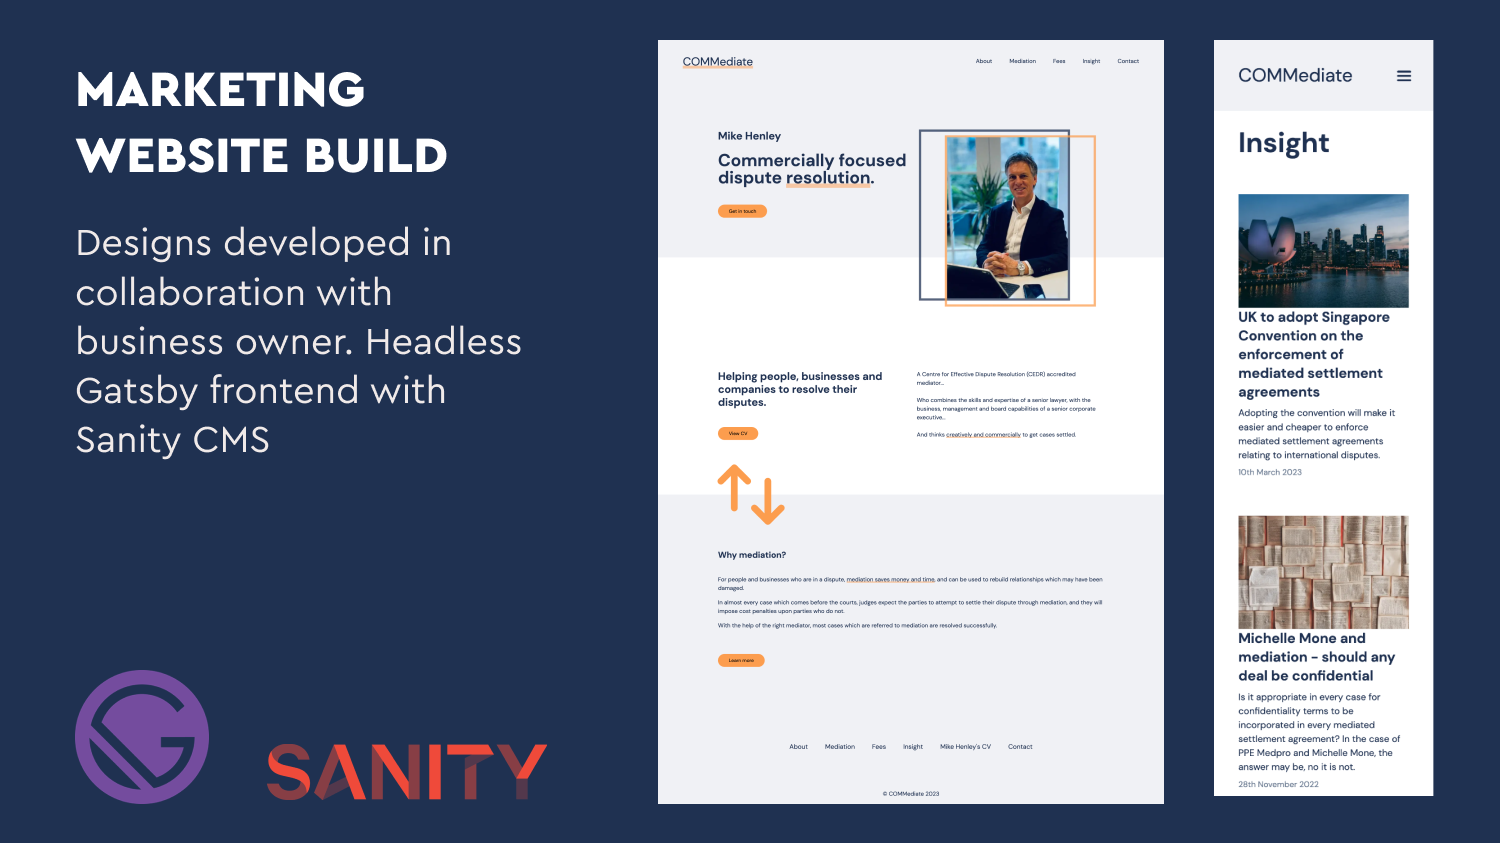 MARKETING
WEBSITE BUILD
Designs developed in
collaboration with
business owner. Headless
Gatsby frontend with
Sanity CMS
SANITY
COMMediate
About Mediation Fees Insight Contact
Mike Henley
Commercially focused
dispute resolution.
Get in touch
Helping people, businesses and
companies to resolve their
disputes.
View CV
A Centre for Effective Dispute Resolution (CEDR) accredited
mediator...
Who combines the skills and expertise of a senior lawyer, with the
business, management and board capabilities of a senior corporate
executive...
And thinks creatively and commercially to get cases settled.
Why mediation?
For people and businesses who are in a dispute, mediation saves money and time, and can be used to rebuild relationships which may have been
damaged.
In almost every case which comes before the courts, judges expect the parties to attempt to settle their dispute through mediation, and they will
impose cost penalties upon parties who do not.
With the help of the right mediator, most cases which are referred to mediation are resolved successfully.
Learn more
About Mediation Fees Insight Mike Henley's CV Contact
© COMMediate 2023
COMMediate
Insight
UK to adopt Singapore
Convention on the
enforcement of
mediated settlement
agreements
Adopting the convention will make it
easier and cheaper to enforce
mediated settlement agreements
relating to international disputes.
10th March 2023
Michelle Mone and
mediation - should any
deal be confidential
Is it appropriate in every case for
confidentiality terms to be
incorporated in every mediated
settlement agreement? In the case of
PPE Medpro and Michelle Mone, the
answer may be, no it is not.
28th November 2022